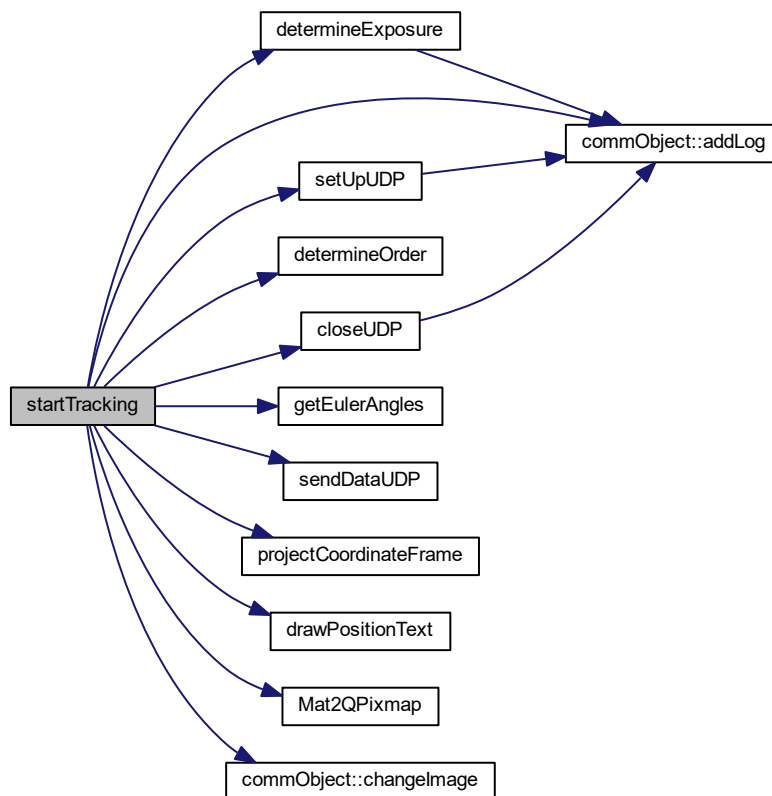 determineExposure
commObject::addLog
setUpUDP
determineOrder
closeUDP
startTracking
getEulerAngles
sendDataUDP
projectCoordinateFrame
drawPositionText
Mat2QPixmap
commObject::changeImage